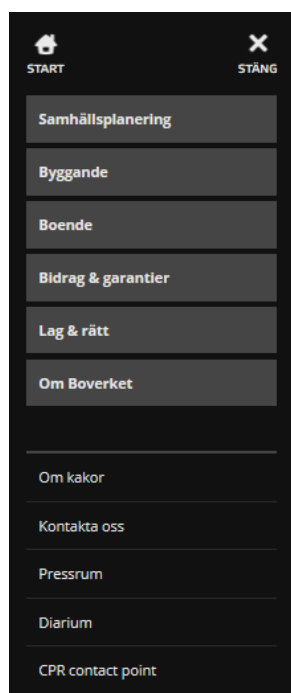 START
STÄNG
Samhällsplanering
Byggande
Boende
Bidrag & garantier
Lag & rätt
Om Boverket
Om kakor
Kontakta oss
Pressrum
Diarium
CPR contact point